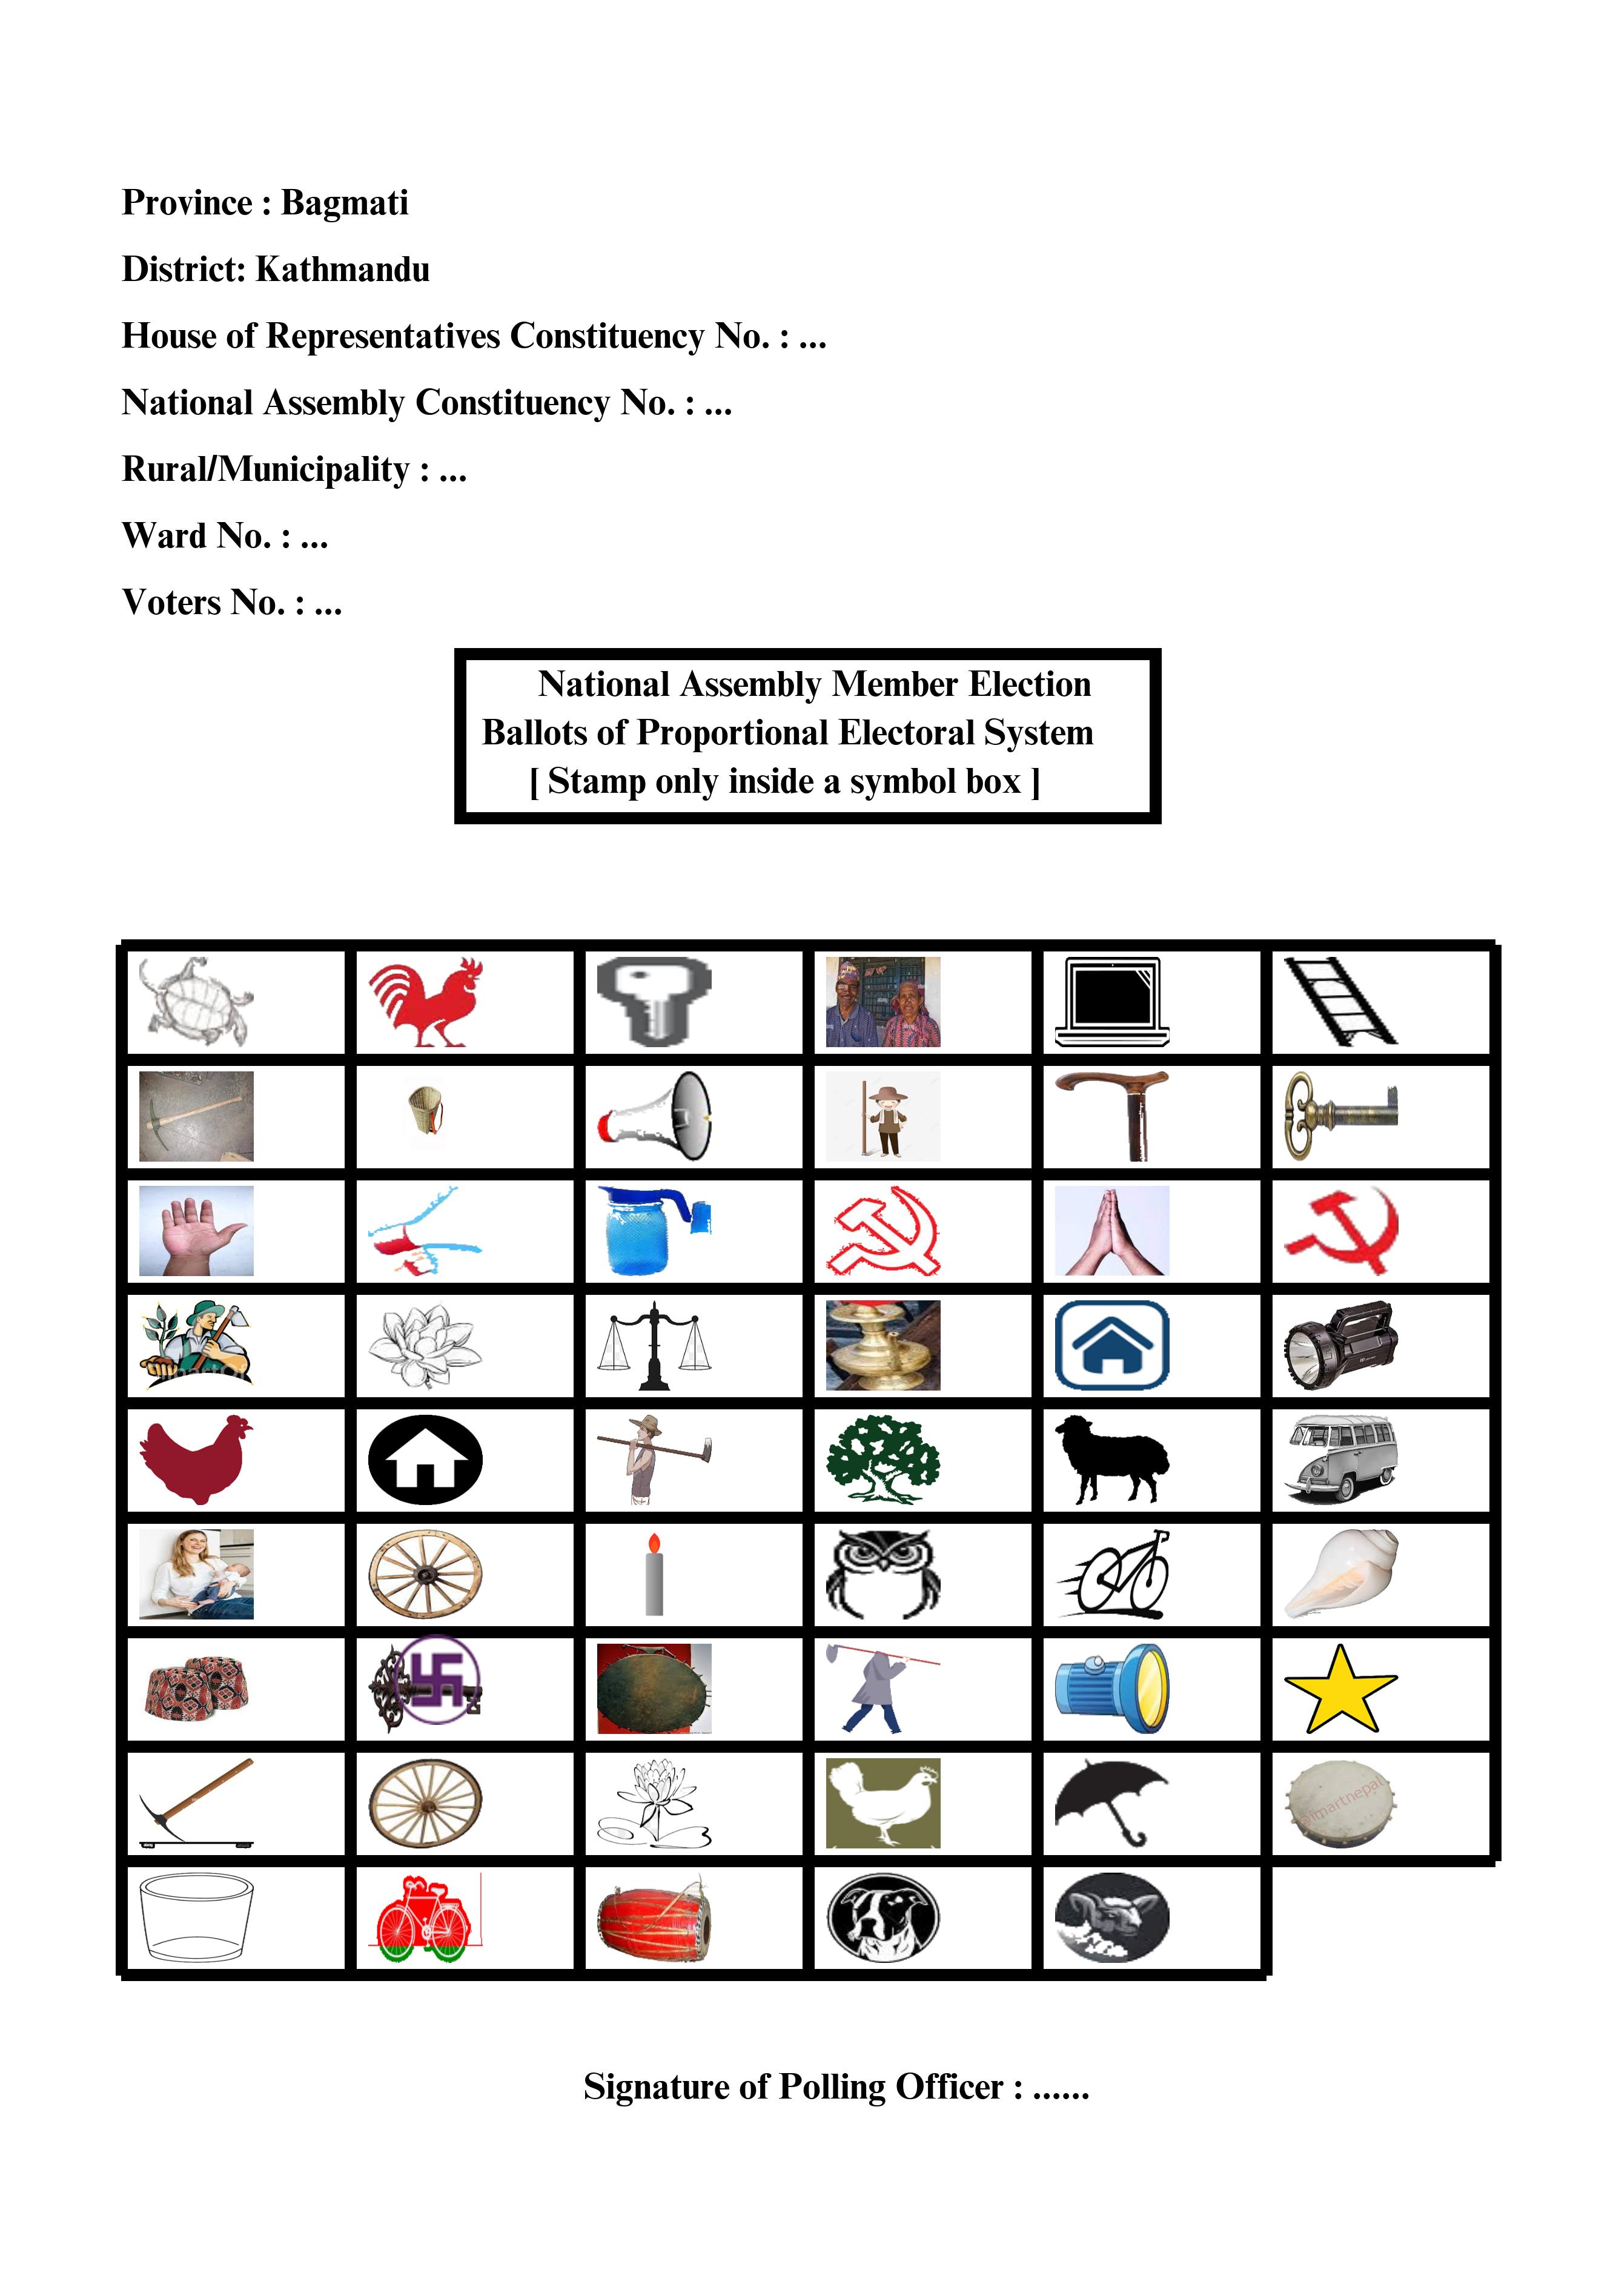 Province : Bagmati
District: Kathmandu
House of Representatives Constituency No. : ...
National Assembly Constituency No. : ...
Rural/Municipality : ...
Ward No. : ...
Voters No. : ...
National Assembly Member Election
Ballots of Proportional Electoral System
[ Stamp only inside a symbol box ]
Signature of Polling Officer : ......